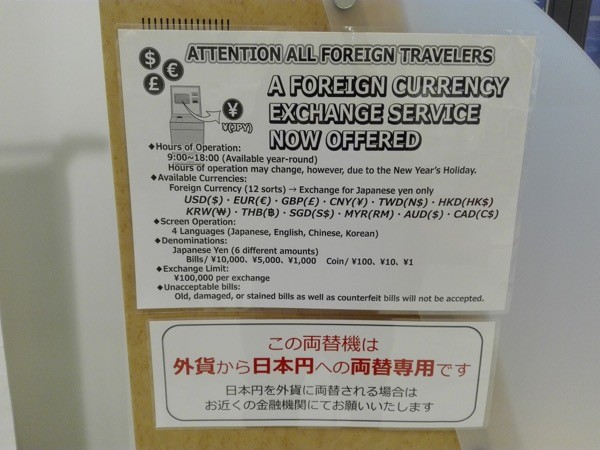 ATTENTION ALL FOREIGN TRAVELERS
$ € £
A FOREIGN CURRENCY
EXCHANGE SERVICE
NOW OFFERED
¥
¥(JPY)
◆Hours of Operation:
9:00~18:00 (Available year-round)
Hours of operation may change, however, due to the New Year's Holiday.
◆Available Currencies:
Foreign Currency (12 sorts) → Exchange for Japanese yen only
USD($)・EUR(€)・GBP(£)・CNY(¥)・TWD(N$)・HKD(HK$)
KRW(₩)・THB(฿)・SGD(S$)・MYR(RM)・AUD($)・CAD(C$)
◆Screen Operation:
4 Languages (Japanese, English, Chinese, Korean)
◆Denominations:
Japanese Yen (6 different amounts)
Bills/ ¥10,000、¥5,000、¥1,000 Coin/ ¥100、¥10、¥1
◆Exchange Limit:
¥100,000 per exchange
◆Unacceptable bills:
Old, damaged, or stained bills as well as counterfeit bills will not be accepted.
この両替機は
外貨から日本円への両替専用です
日本円を外貨に両替される場合は
お近くの金融機関にてお願いいたします